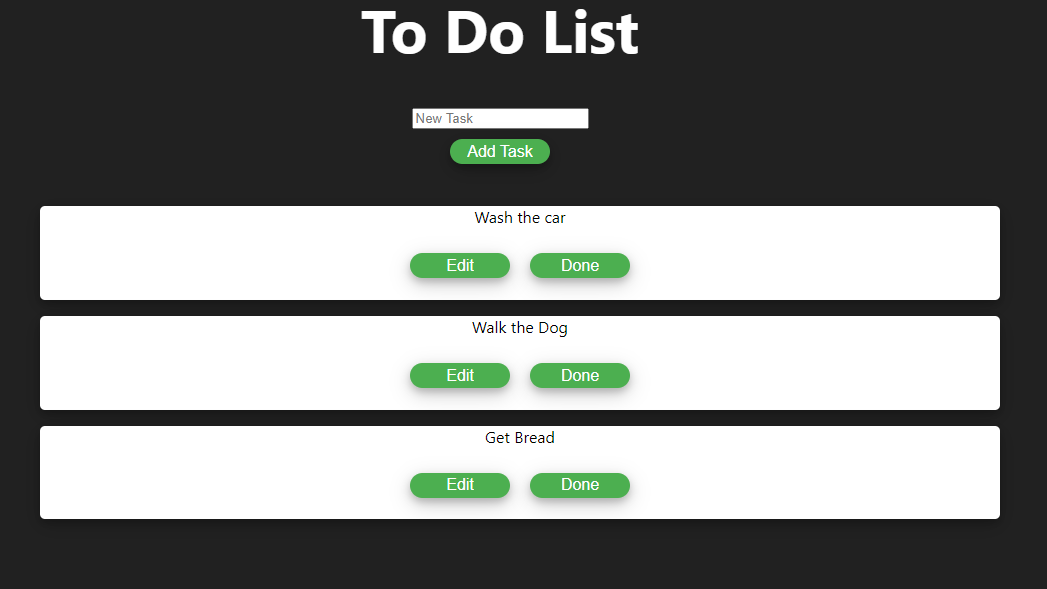 To Do List
New Task
Add Task
Wash the car
Edit Done
Walk the Dog
Edit Done
Get Bread
Edit Done